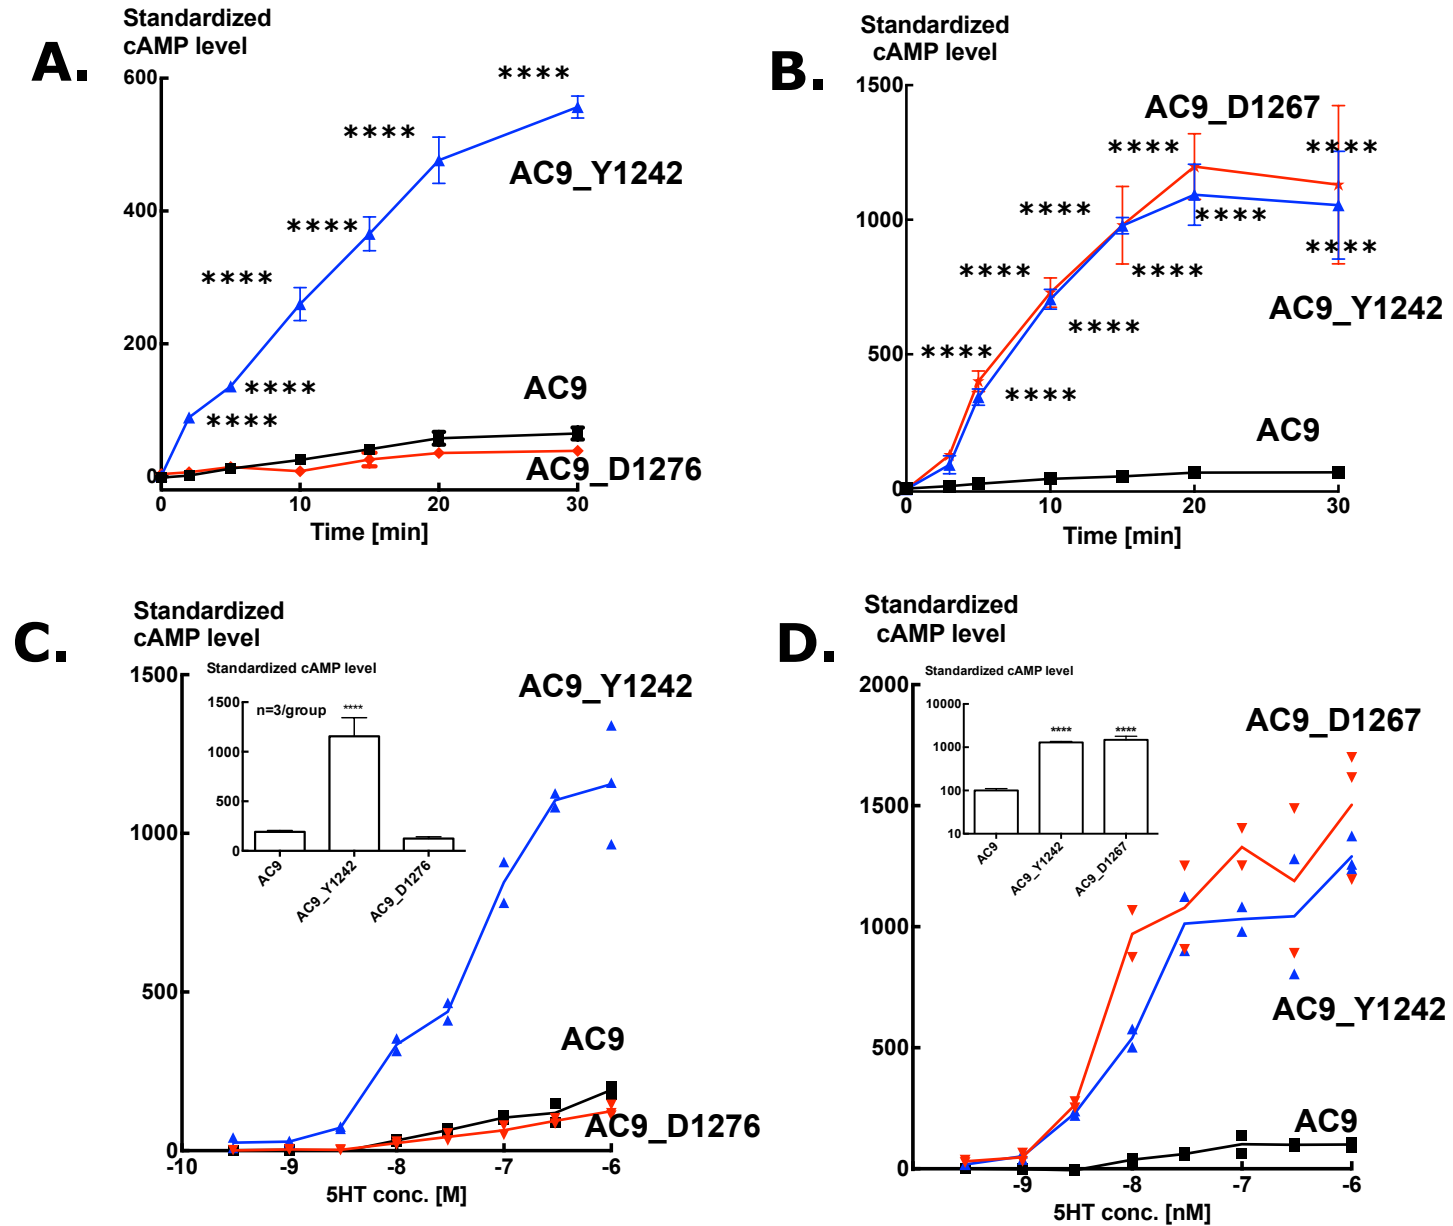 A.
Standardized
cAMP level
600
400
200
0
0
10
20
30
Time [min]
****
****
****
****
****
****
AC9_Y1242
AC9
AC9_D1276
B.
Standardized
cAMP level
1500
1000
500
0
0
10
20
30
Time [min]
AC9_D1267
****
****
****
****
****
****
****
****
****
****
AC9_Y1242
AC9
C.
Standardized
cAMP level
1500
1000
500
0
-10
-9
-8
-7
-6
5HT conc. [M]
Standardized cAMP level
n=3/group
****
1500
1000
500
0
AC9
AC9_Y1242
AC9_D1276
AC9_Y1242
AC9
AC9_D1276
D.
Standardized
cAMP level
2000
1500
1000
500
0
-9
-8
-7
-6
5HT conc. [nM]
Standardized cAMP level
10000
1000
100
10
****
****
AC9
AC9_Y1242
AC9_D1267
AC9_D1267
AC9_Y1242
AC9